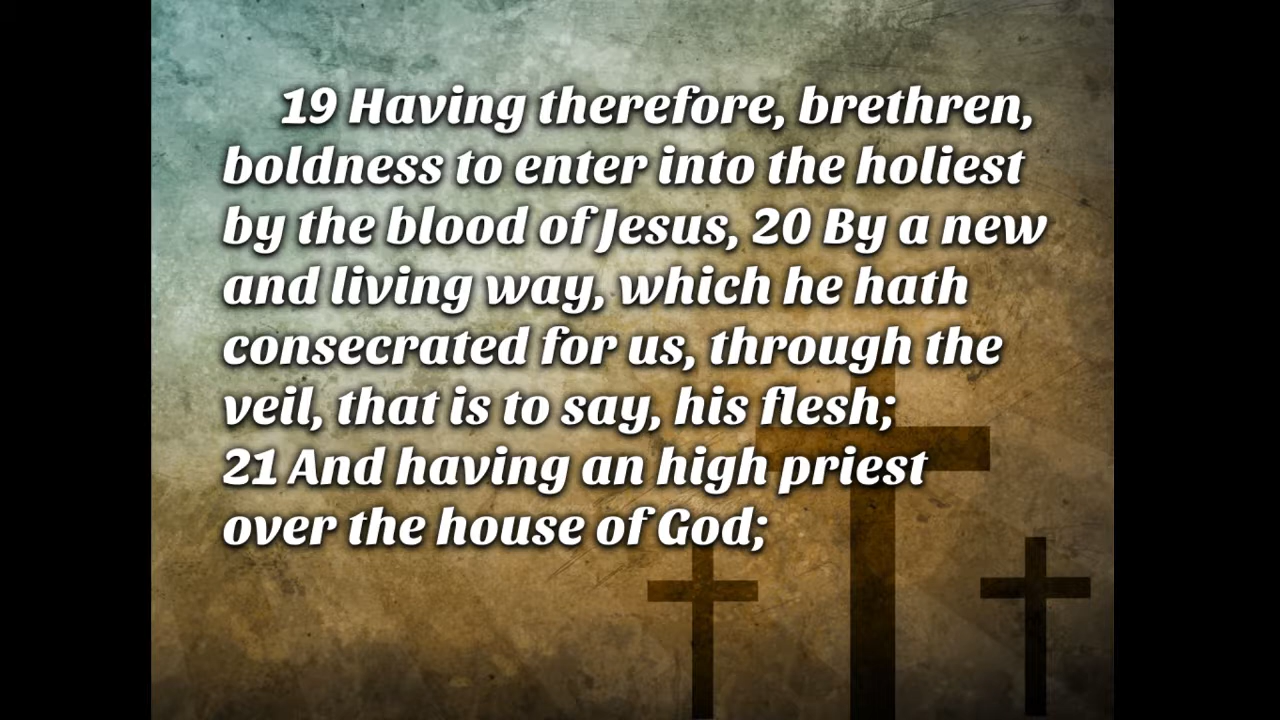 19 Having therefore, brethren,
boldness to enter into the holiest
by the blood of Jesus, 20 By a new
and living way, which he hath
consecrated for us, through the
veil, that is to say, his flesh;
21 And having an high priest
over the house of God;